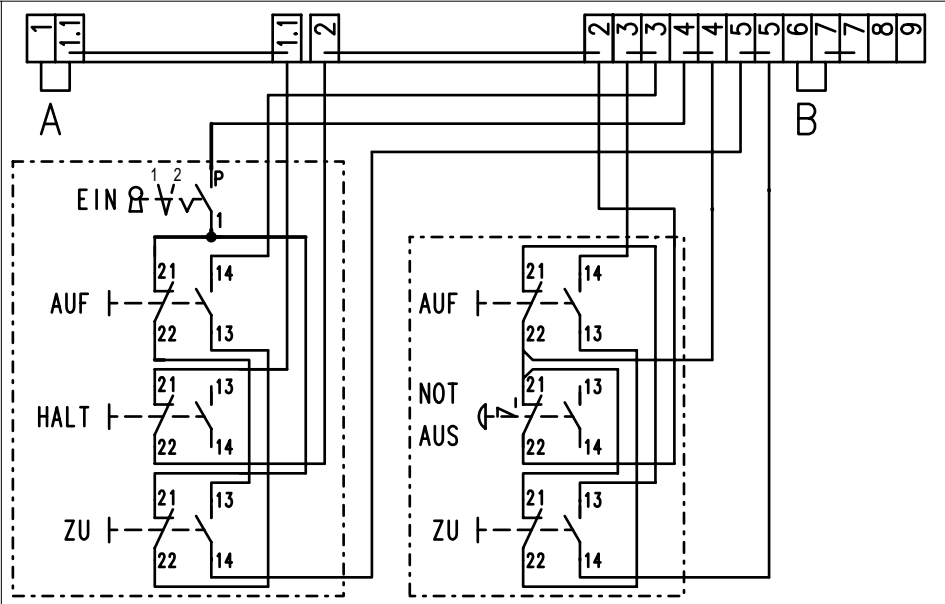 1 1.1 1.1 2 2 3 3 4 4 5 5 6 7 7 8 9
A B
1 2 P
EIN
1
21 14 21 14
AUF AUF
22 13 22 13
21 13 NOT 21 13
HALT
AUS
22 14 22 14
21 13 21 13
ZU ZU
22 14 22 14